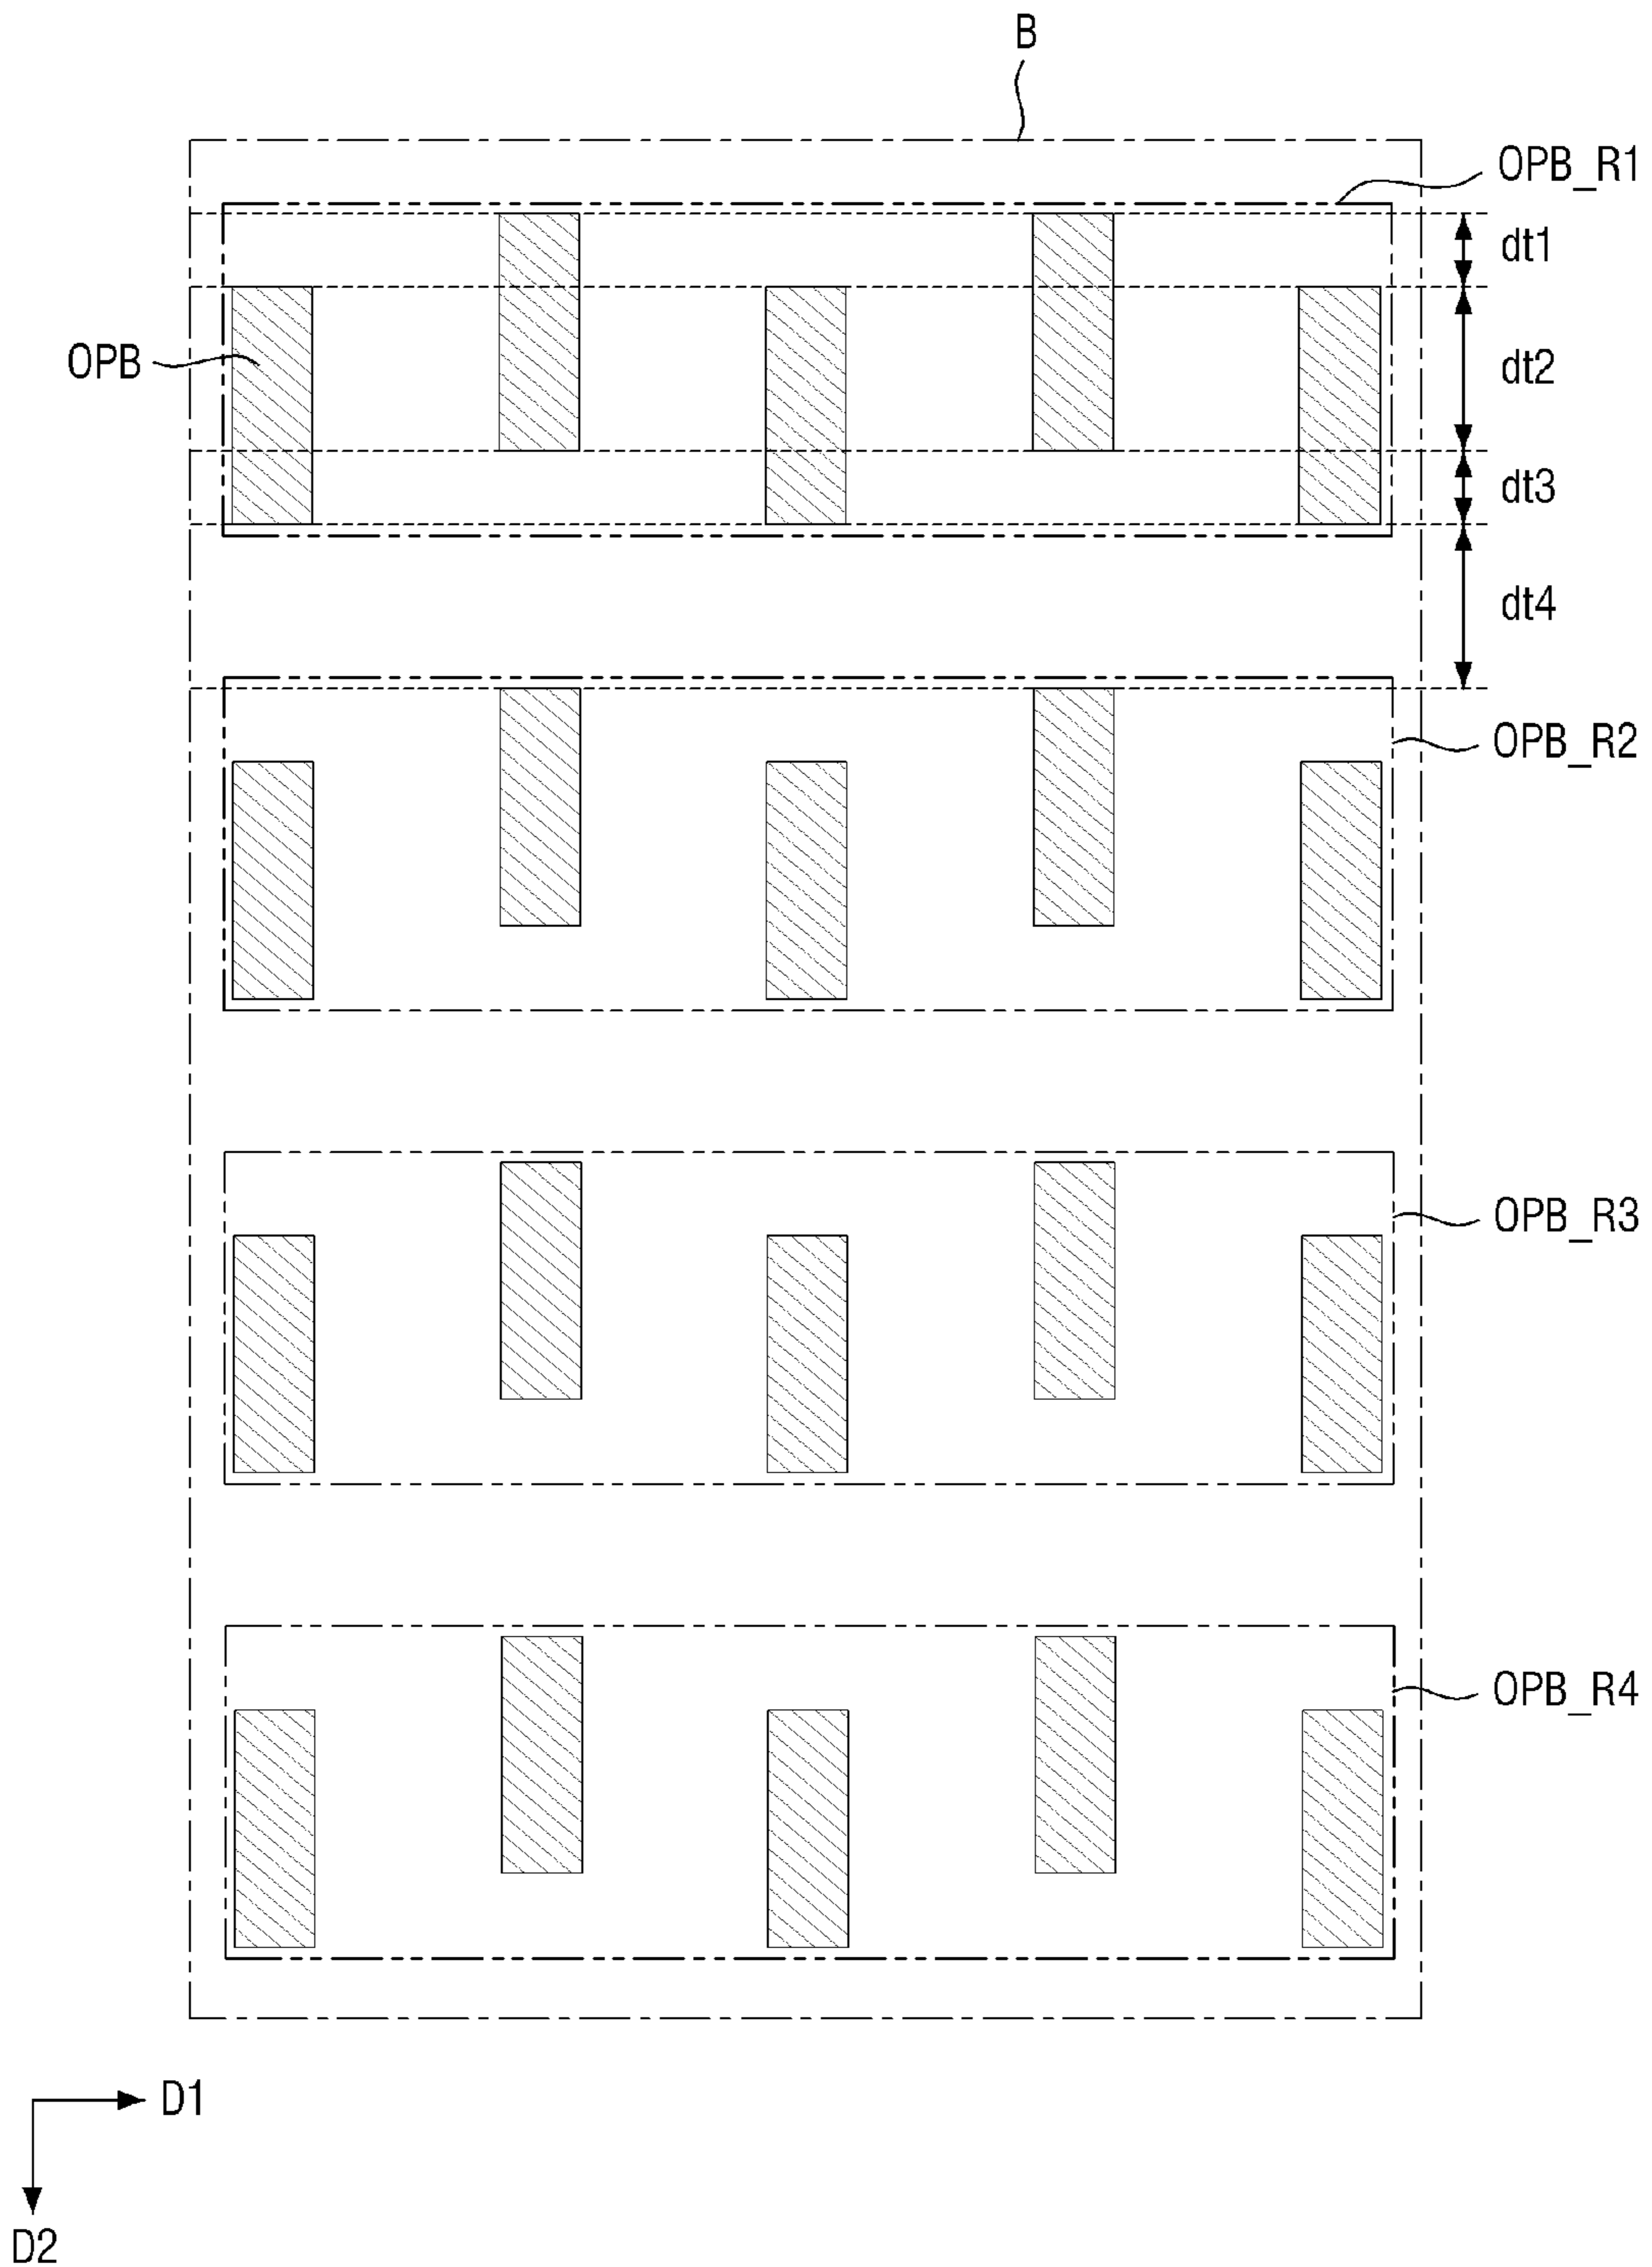 B
OPB_R1
dt1
OPB
dt2
dt3
dt4
OPB_R2
OPB_R3
OPB_R4
D1
D2